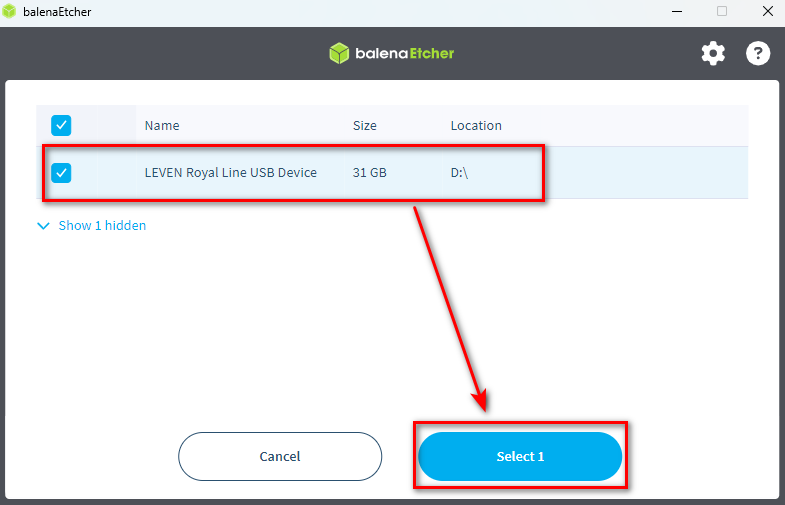 balenaEtcher
balenaEtcher
?
Name Size Location
LEVEN Royal Line USB Device 31 GB D:\
Show 1 hidden
Cancel Select 1